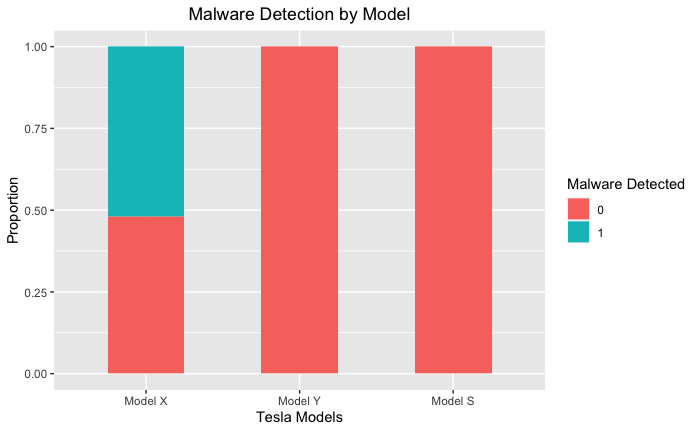 Malware Detection by Model
1.00
0.75
0.50
0.25
0.00
Proportion
Model X
Model Y
Model S
Tesla Models
Malware Detected
0
1